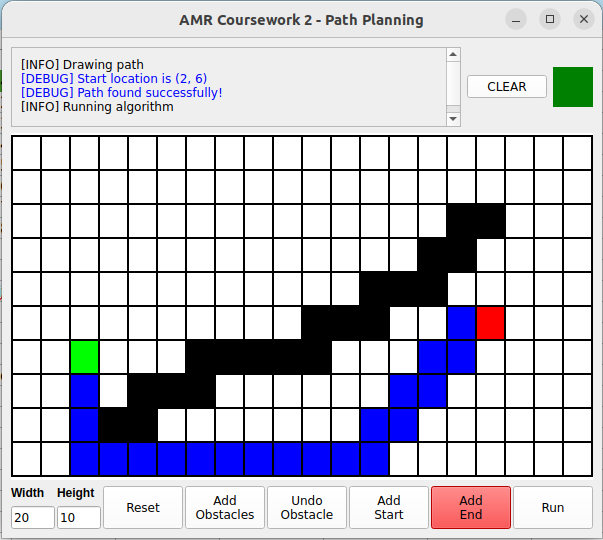 AMR Coursework 2 - Path Planning
[INFO] Drawing path
[DEBUG] Start location is (2, 6)
[DEBUG] Path found successfully!
[INFO] Running algorithm
CLEAR
Width Height
20 10
Reset
Add
Obstacles
Undo
Obstacle
Add
Start
Add
End
Run